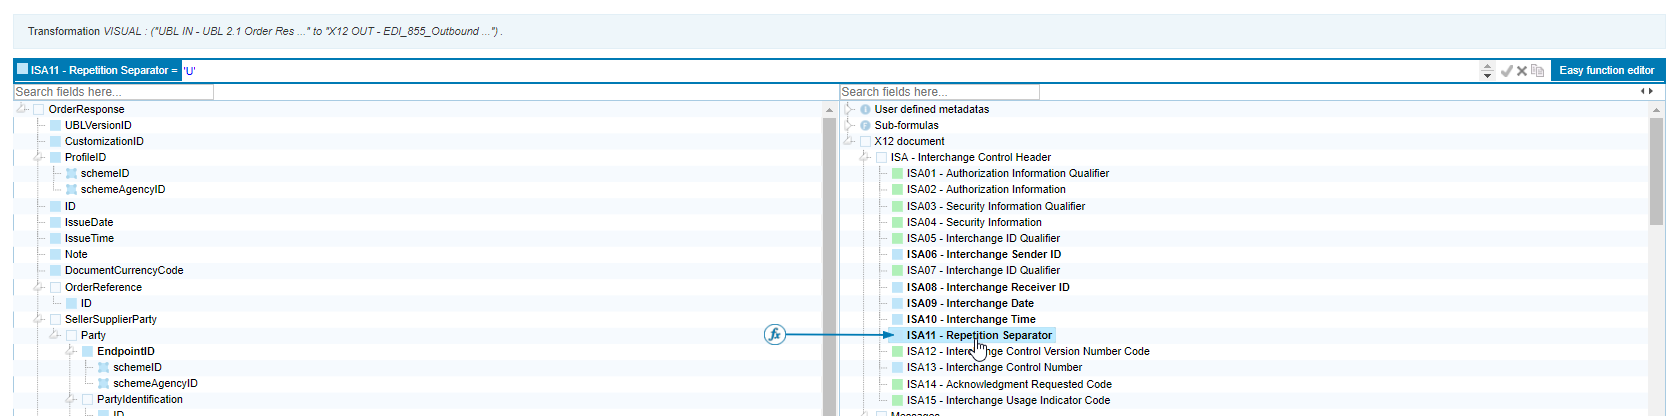 Transformation VISUAL : ("UBL IN - UBL 2.1 Order Res ..." to "X12 OUT - EDI_855_Outbound ...") .
ISA11 - Repetition Separator = 'U'
Easy function editor
Search fields here...
OrderResponse
UBLVersionID
CustomizationID
ProfileID
schemeID
schemeAgencyID
ID
IssueDate
IssueTime
Note
DocumentCurrencyCode
OrderReference
ID
SellerSupplierParty
Party
EndpointID
schemeID
schemeAgencyID
PartyIdentification
ID
fx
Search fields here...
User defined metadatas
Sub-formulas
X12 document
ISA - Interchange Control Header
ISA01 - Authorization Information Qualifier
ISA02 - Authorization Information
ISA03 - Security Information Qualifier
ISA04 - Security Information
ISA05 - Interchange ID Qualifier
ISA06 - Interchange Sender ID
ISA07 - Interchange ID Qualifier
ISA08 - Interchange Receiver ID
ISA09 - Interchange Date
ISA10 - Interchange Time
ISA11 - Repetition Separator
ISA12 - Interchange Control Version Number Code
ISA13 - Interchange Control Number
ISA14 - Acknowledgment Requested Code
ISA15 - Interchange Usage Indicator Code
Messages